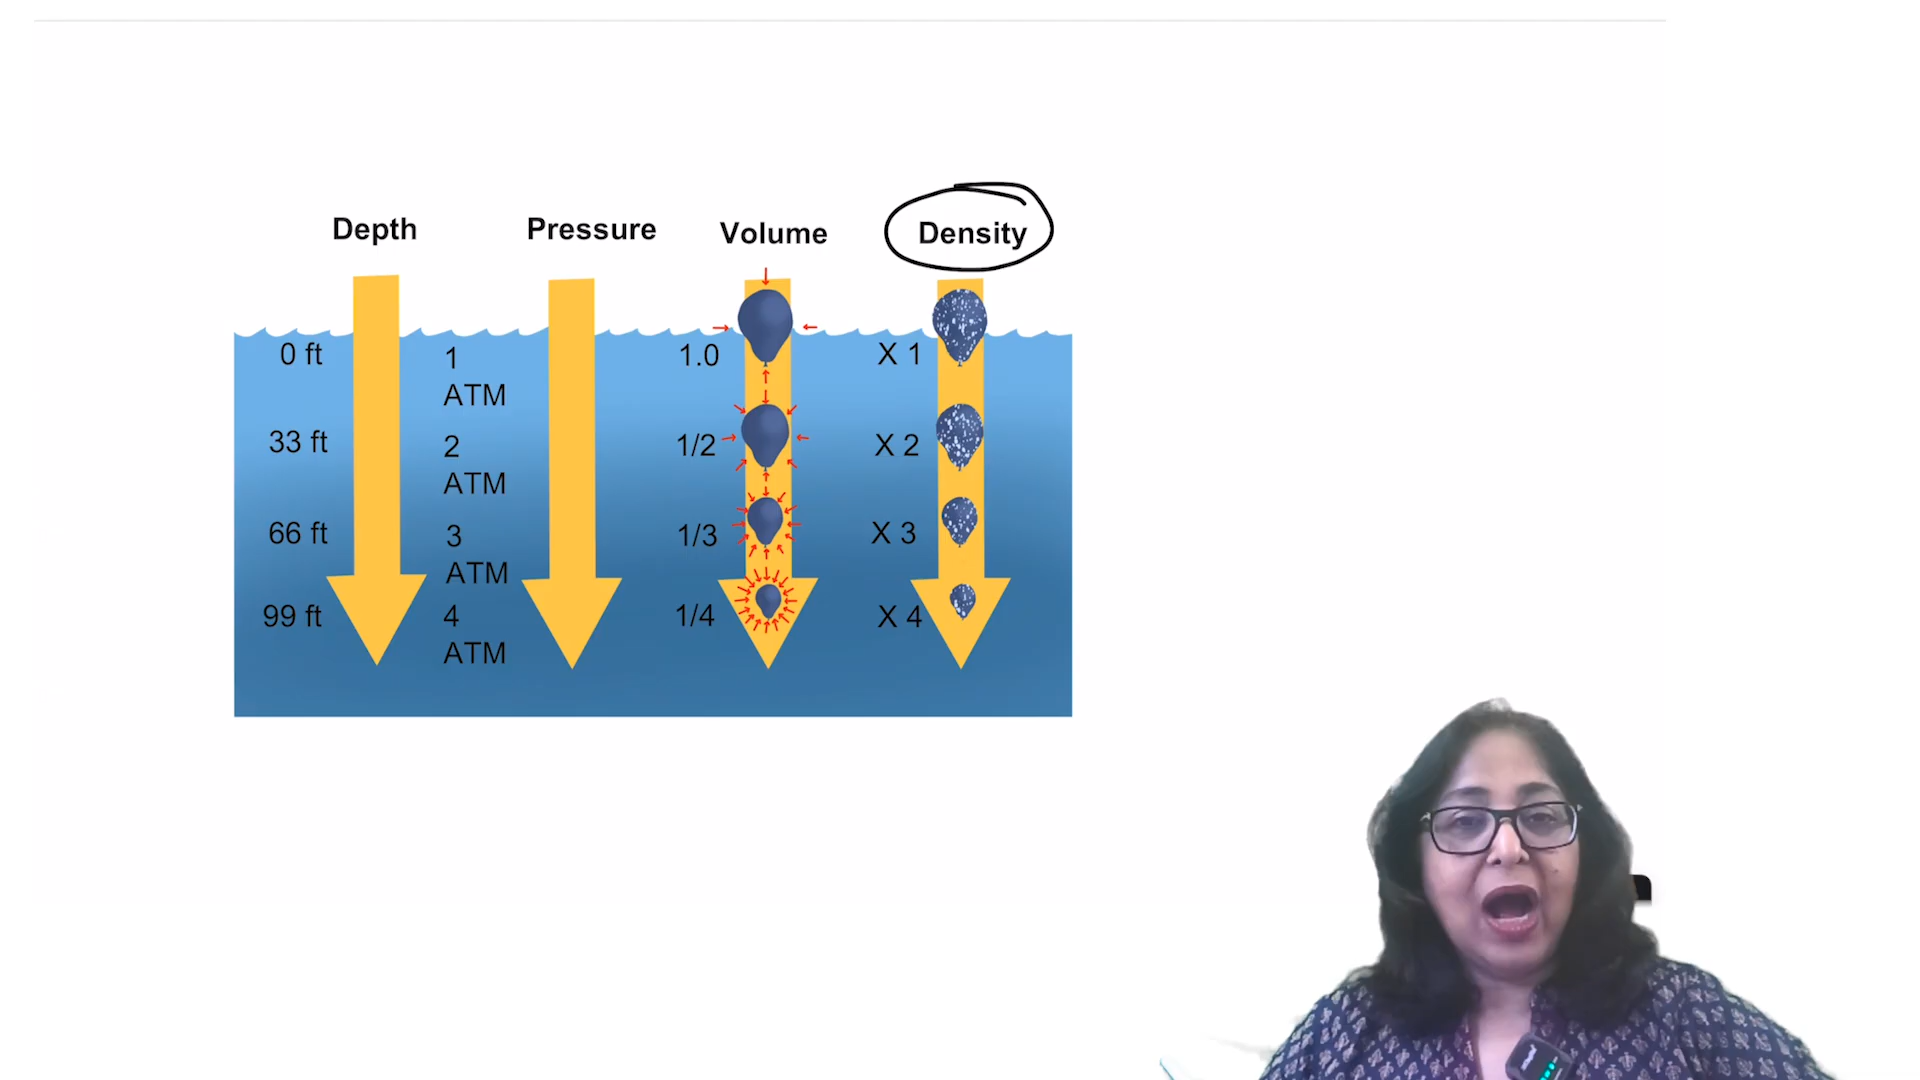 Depth Pressure Volume Density
0 ft 1 ATM 1.0 X 1
33 ft 2 ATM 1/2 X 2
66 ft 3 ATM 1/3 X 3
99 ft 4 ATM 1/4 X 4